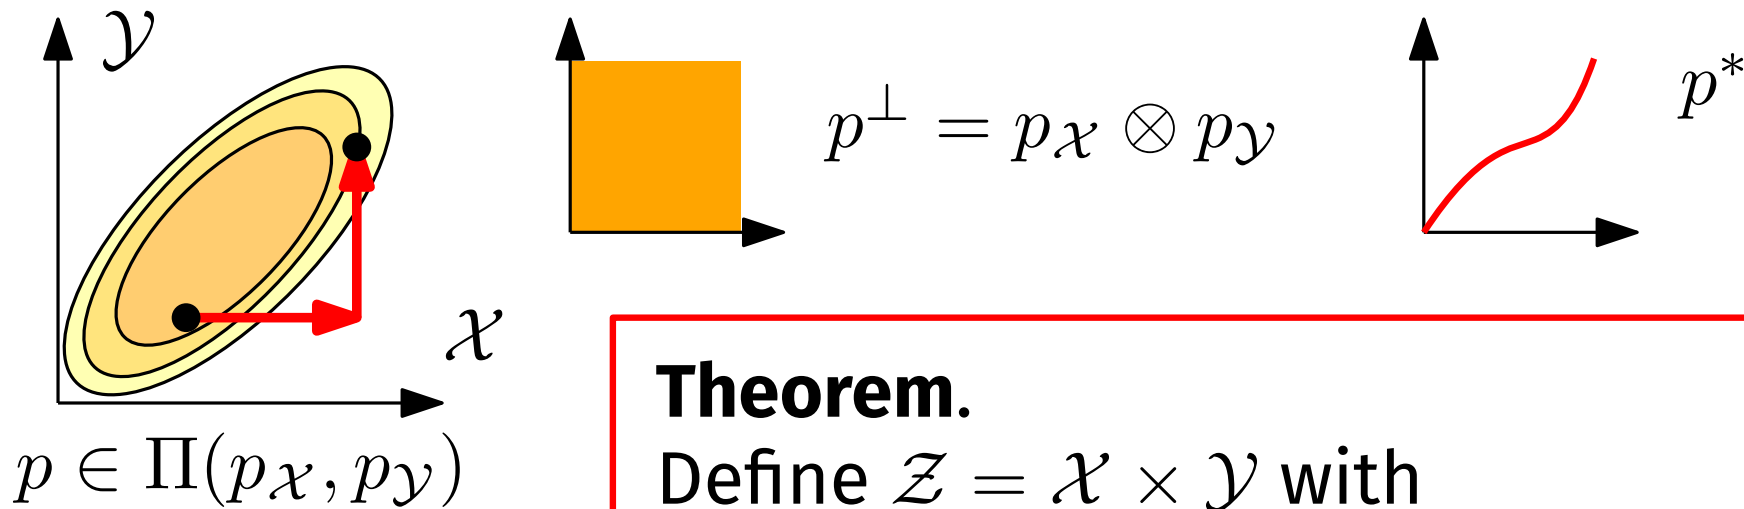 𝒴
p^⊥ = p_𝒳 ⊗ p_𝒴
p*
𝒳
p ∈ Π(p_𝒳, p_𝒴)
Theorem.
Define 𝒵 = 𝒳 × 𝒴 with